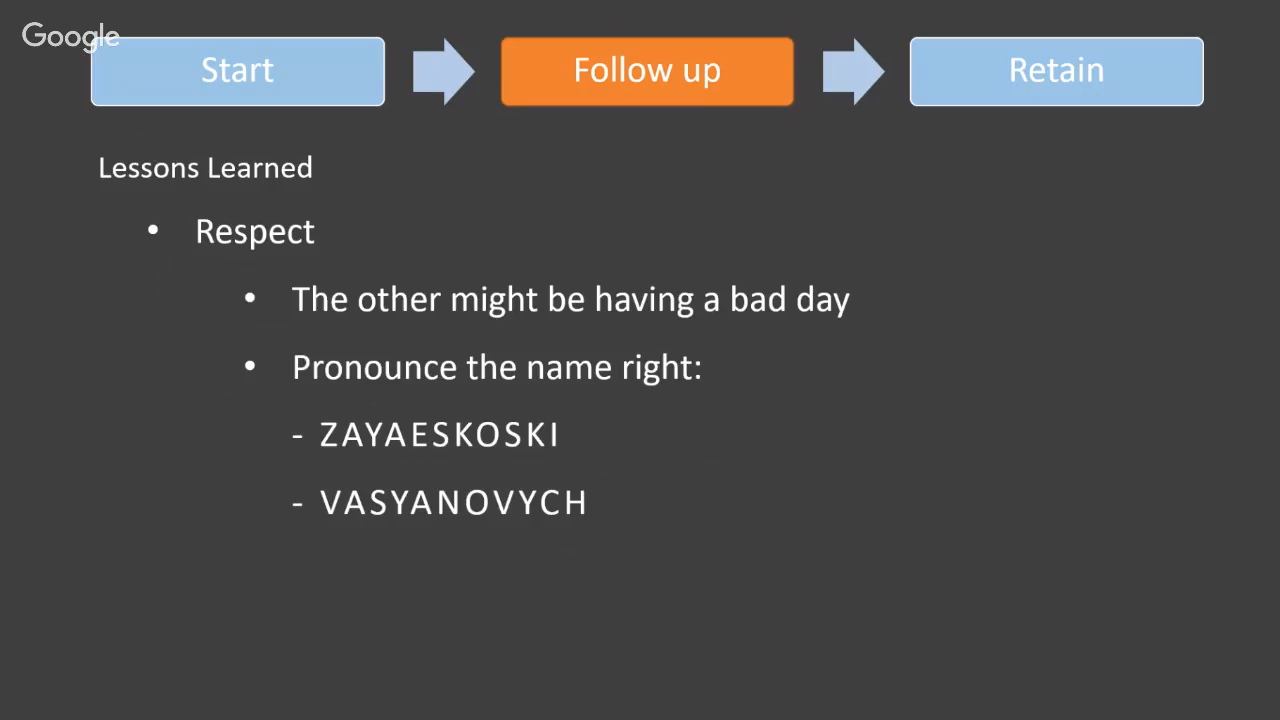 Google
Start
Follow up
Retain
Lessons Learned
• Respect
• The other might be having a bad day
• Pronounce the name right:
- ZAYAESKOSKI
- VASYANOVYCH